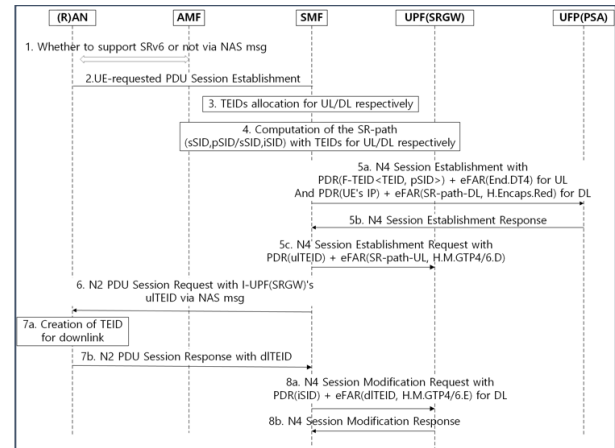 (R)AN
AMF
SMF
UPF(SRGW)
UFP(PSA)
1. Whether to support SRv6 or not via NAS msg
2.UE-requested PDU Session Establishment
3. TEIDs allocation for UL/DL respectively
4. Computation of the SR-path
(sSID,pSID/sSID,iSID) with TEIDs for UL/DL respectively
5a. N4 Session Establishment with
PDR(F-TEID<TEID, pSID>) + eFAR(End.DT4) for UL
And PDR(UE's IP) + eFAR(SR-path-DL, H.Encaps.Red) for DL
5b. N4 Session Establishment Response
5c. N4 Session Establishment Request with
PDR(ulTEID) + eFAR(SR-path-UL, H.M.GTP4/6.D)
6. N2 PDU Session Request with I-UPF(SRGW)'s
ulTEID via NAS msg
7a. Creation of TEID
for downlink
7b. N2 PDU Session Response with dlTEID
8a. N4 Session Modification Request with
PDR(iSID) + eFAR(dlTEID, H.M.GTP4/6.E) for DL
8b. N4 Session Modification Response